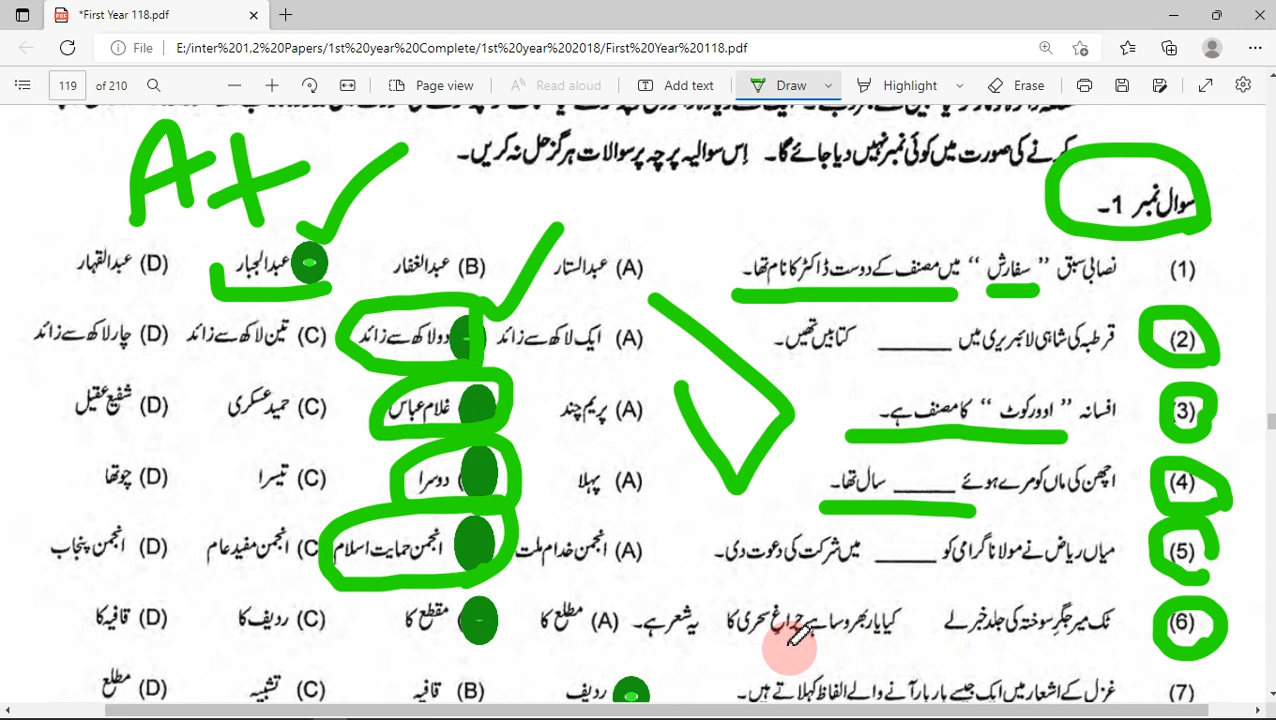 *First Year 118.pdf
File E:/inter%201,2%20Papers/1st%20year%20Complete/1st%20year%202018/First%20Year%20118.pdf
119 of 210 Page view Read aloud Add text Draw Highlight Erase
A+
کرنے کی صورت میں کوئی نمبر نہیں دیا جائے گا۔ اِس سوالیہ پرچہ پر سوالات ہرگز حل نہ کریں۔
سوال نمبر 1۔
(1) نصابی سبق ”سفارش“ میں مصنف کے دوست ڈاکٹر کا نام تھا۔ (A) عبدالستار (B) عبدالغفار عبدالجبار (D) عبدالقہار
(2) قرطبہ کی شاہی لائبریری میں ______ کتابیں تھیں۔ (A) ایک لاکھ سے زائد دو لاکھ سے زائد (C) تین لاکھ سے زائد (D) چار لاکھ سے زائد
(3) افسانہ ”اوورکوٹ“ کا مصنف ہے۔ (A) پریم چند غلام عباس (C) حمید عسکری (D) شفیع عقیل
(4) اچھن کی ماں کو مرے ہوئے ______ سال تھا۔ (A) پہلا دوسرا (C) تیسرا (D) چوتھا
(5) میاں ریاض نے مولانا گرامی کو ______ میں شرکت کی دعوت دی۔ (A) انجمن خدام ملت انجمن حمایت اسلام (C انجمن مفید عام (D) انجمن پنجاب
(6) ٹک میر جگرِ سوختہ کی جلد خبر لے کیا یار بھروسا ہے چراغِ سحری کا یہ شعر ہے۔ (A) مطلع کا مقطع کا (C) ردیف کا (D) قافیہ کا
(7) غزل کے اشعار میں ایک جیسے بار بار آنے والے الفاظ کہلاتے ہیں۔ ردیف (B) قافیہ (C) تشبیہ (D) مطلع